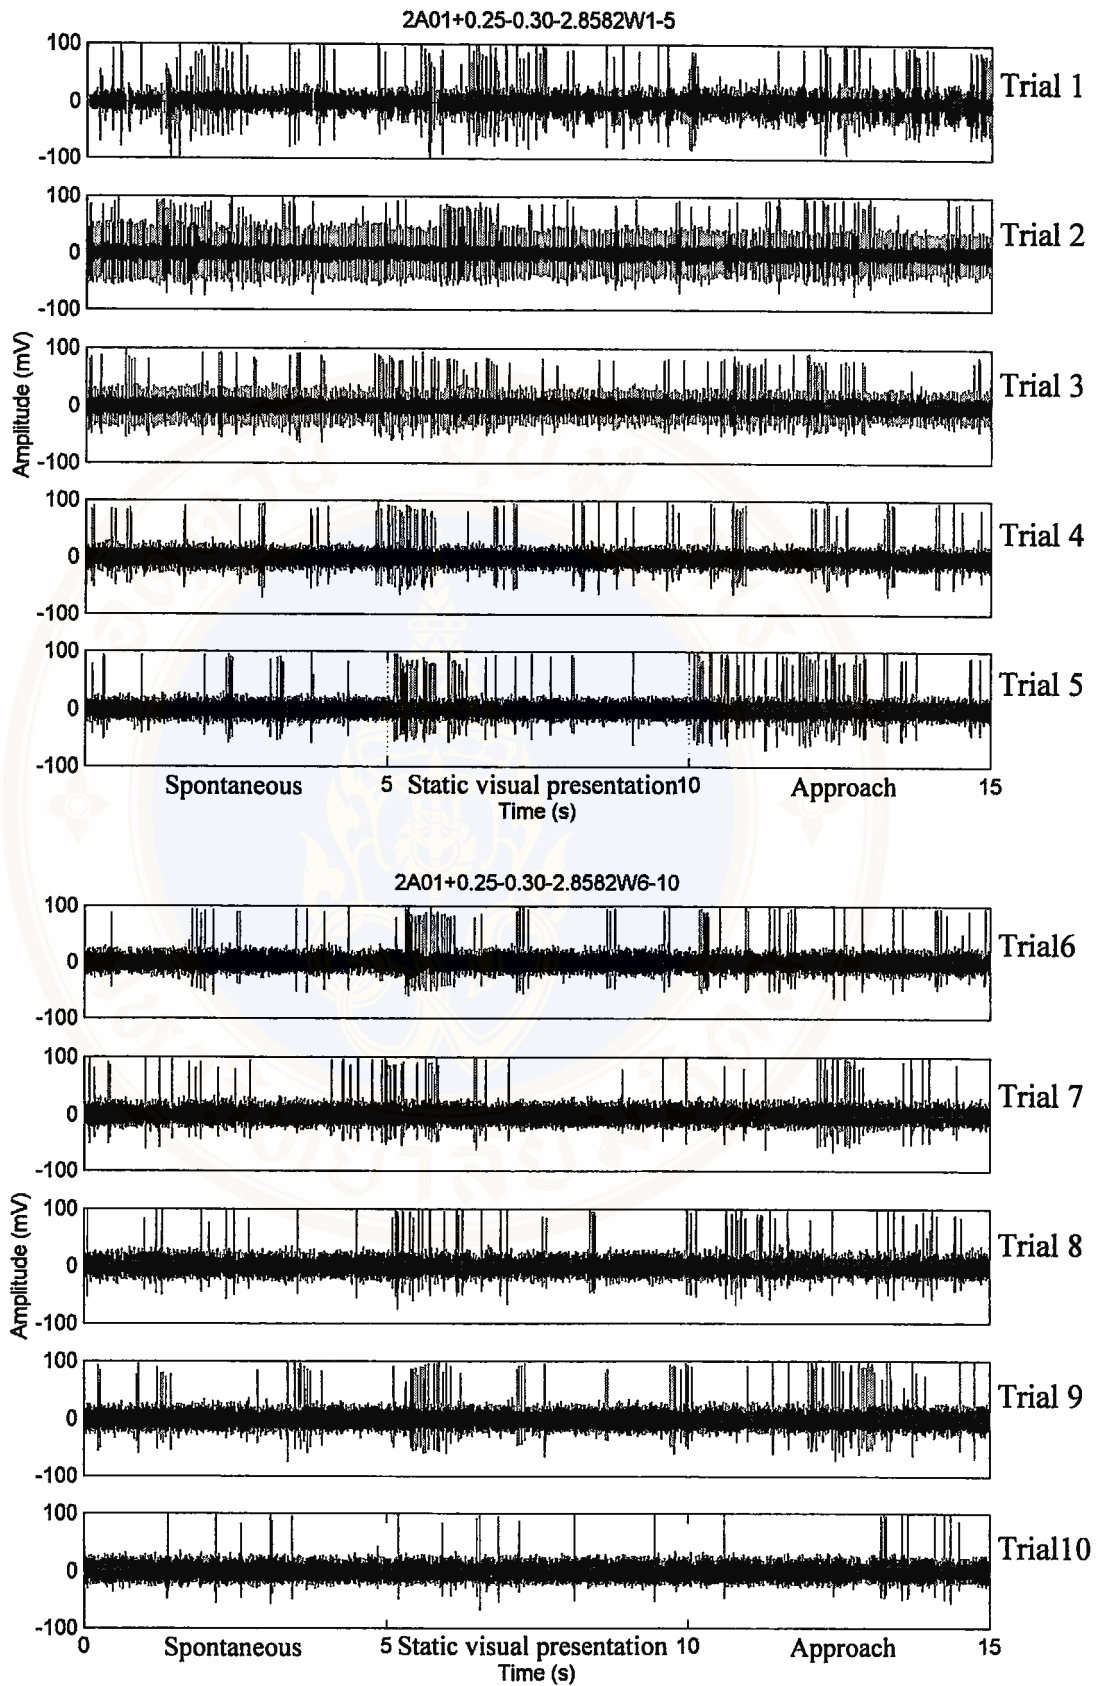 2A01+0.25-0.30-2.8582W1-5
100
0
-100
Trial 1
100
0
-100
Trial 2
100
0
-100
Trial 3
Amplitude (mV)
100
0
-100
Trial 4
100
0
-100
Trial 5
Spontaneous 5 Static visual presentation10 Approach 15
Time (s)
2A01+0.25-0.30-2.8582W6-10
100
0
-100
Trial6
100
0
-100
Trial 7
Amplitude (mV)
100
0
-100
Trial 8
100
0
-100
Trial 9
100
0
-100
Trial10
0 Spontaneous 5 Static visual presentation 10 Approach 15
Time (s)